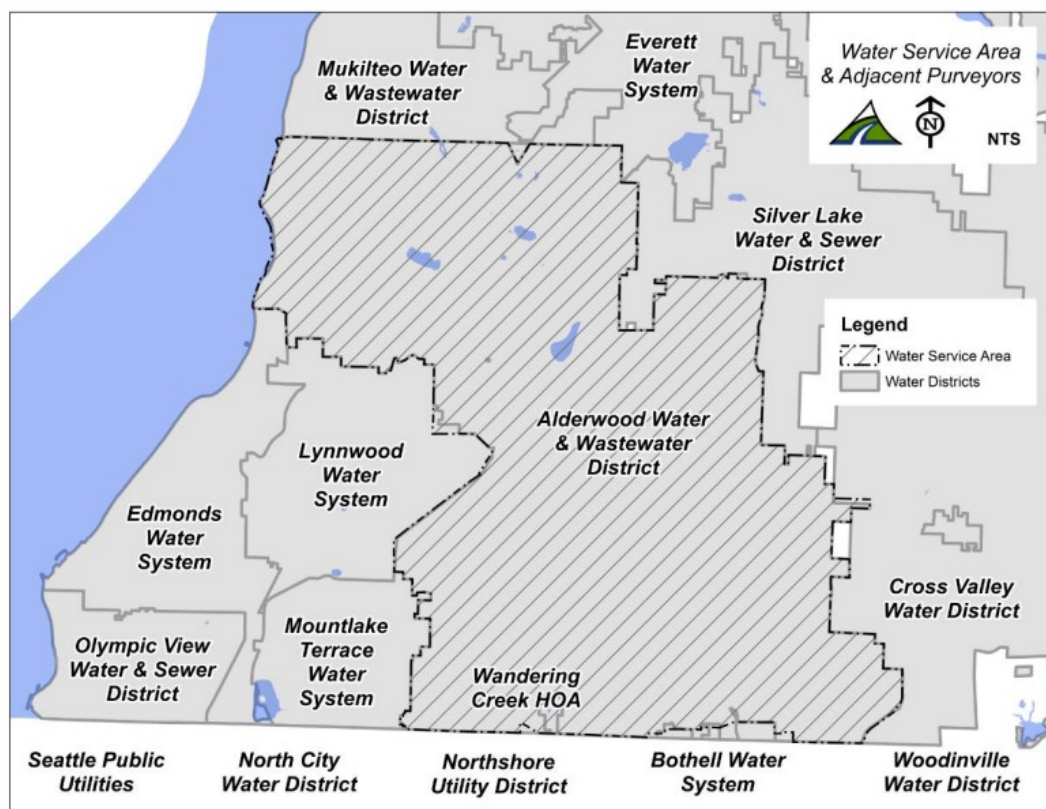 Mukilteo Water
& Wastewater
District
Everett
Water
System
Water Service Area
& Adjacent Purveyors
N
NTS
Silver Lake
Water & Sewer
District
Legend
Water Service Area
Water Districts
Alderwood Water
& Wastewater
District
Lynnwood
Water
System
Edmonds
Water
System
Cross Valley
Water District
Olympic View
Water & Sewer
District
Mountlake
Terrace
Water
System
Wandering
Creek HOA
Seattle Public
Utilities
North City
Water District
Northshore
Utility District
Bothell Water
System
Woodinville
Water District